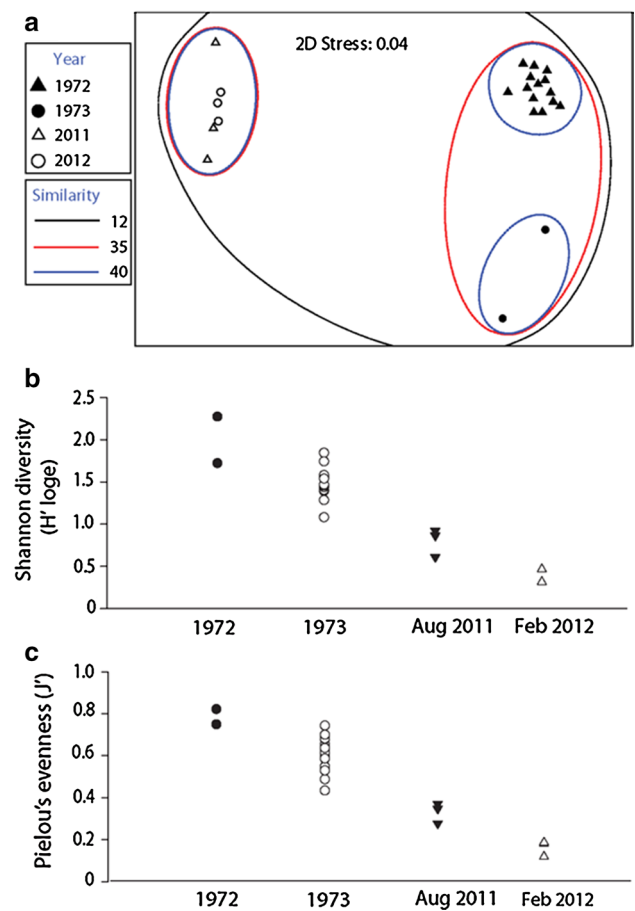 a
2D Stress: 0.04
Year
1972
1973
2011
2012
Similarity
12
35
40
b
Shannon diversity
(H' loge)
2.5
2.0
1.5
1.0
0.5
0
1972 1973 Aug 2011 Feb 2012
c
Pielou's evenness (J')
1.0
0.8
0.6
0.4
0.2
0
1972 1973 Aug 2011 Feb 2012